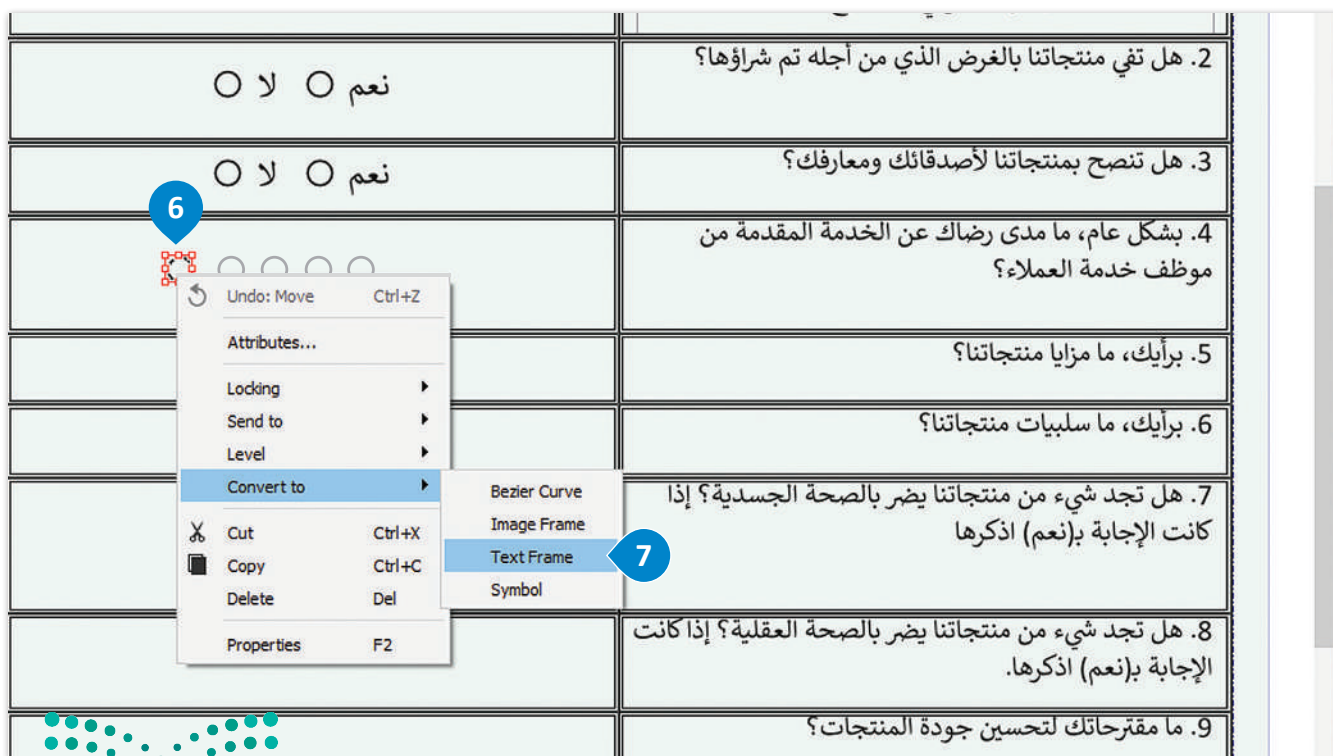 2. هل تفي منتجاتنا بالغرض الذي من أجله تم شراؤها؟
نعم لا
3. هل تنصح بمنتجاتنا لأصدقائك ومعارفك؟
نعم لا
6
4. بشكل عام، ما مدى رضاك عن الخدمة المقدمة من
موظف خدمة العملاء؟
5. برأيك، ما مزايا منتجاتنا؟
6. برأيك، ما سلبيات منتجاتنا؟
7. هل تجد شيء من منتجاتنا يضر بالصحة الجسدية؟ إذا
كانت الإجابة بـ(نعم) اذكرها
8. هل تجد شيء من منتجاتنا يضر بالصحة العقلية؟ إذا كانت
الإجابة بـ(نعم) اذكرها.
9. ما مقترحاتك لتحسين جودة المنتجات؟
Undo: Move Ctrl+Z
Attributes...
Locking
Send to
Level
Convert to
Cut Ctrl+X
Copy Ctrl+C
Delete Del
Properties F2
Bezier Curve
Image Frame
Text Frame
7
Symbol